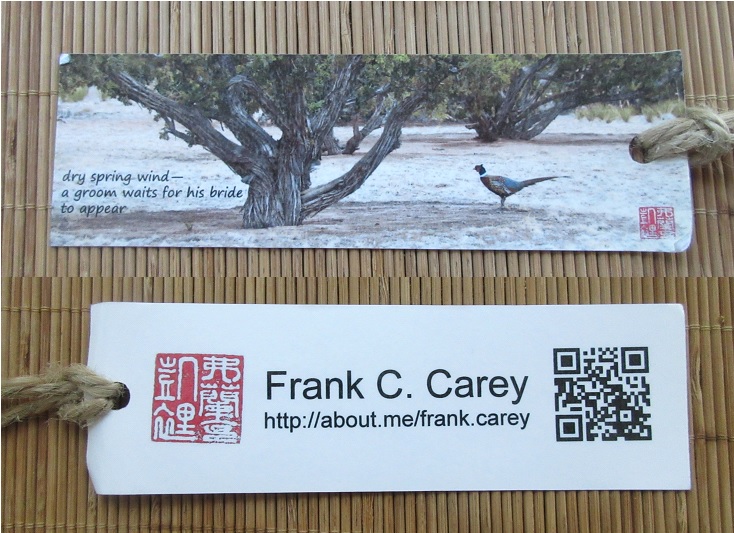 dry spring wind—
a groom waits for his bride
to appear
Frank C. Carey
http://about.me/frank.carey